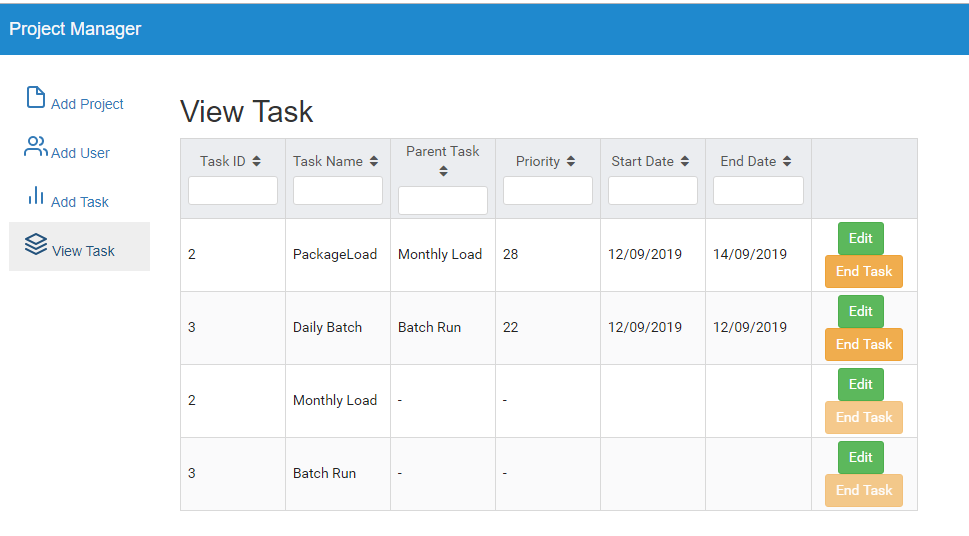 Project Manager
Add Project
Add User
Add Task
View Task
View Task
Task ID Task Name Parent Task Priority Start Date End Date
2 PackageLoad Monthly Load 28 12/09/2019 14/09/2019 Edit
End Task
3 Daily Batch Batch Run 22 12/09/2019 12/09/2019 Edit
End Task
2 Monthly Load - - Edit
End Task
3 Batch Run - - Edit
End Task